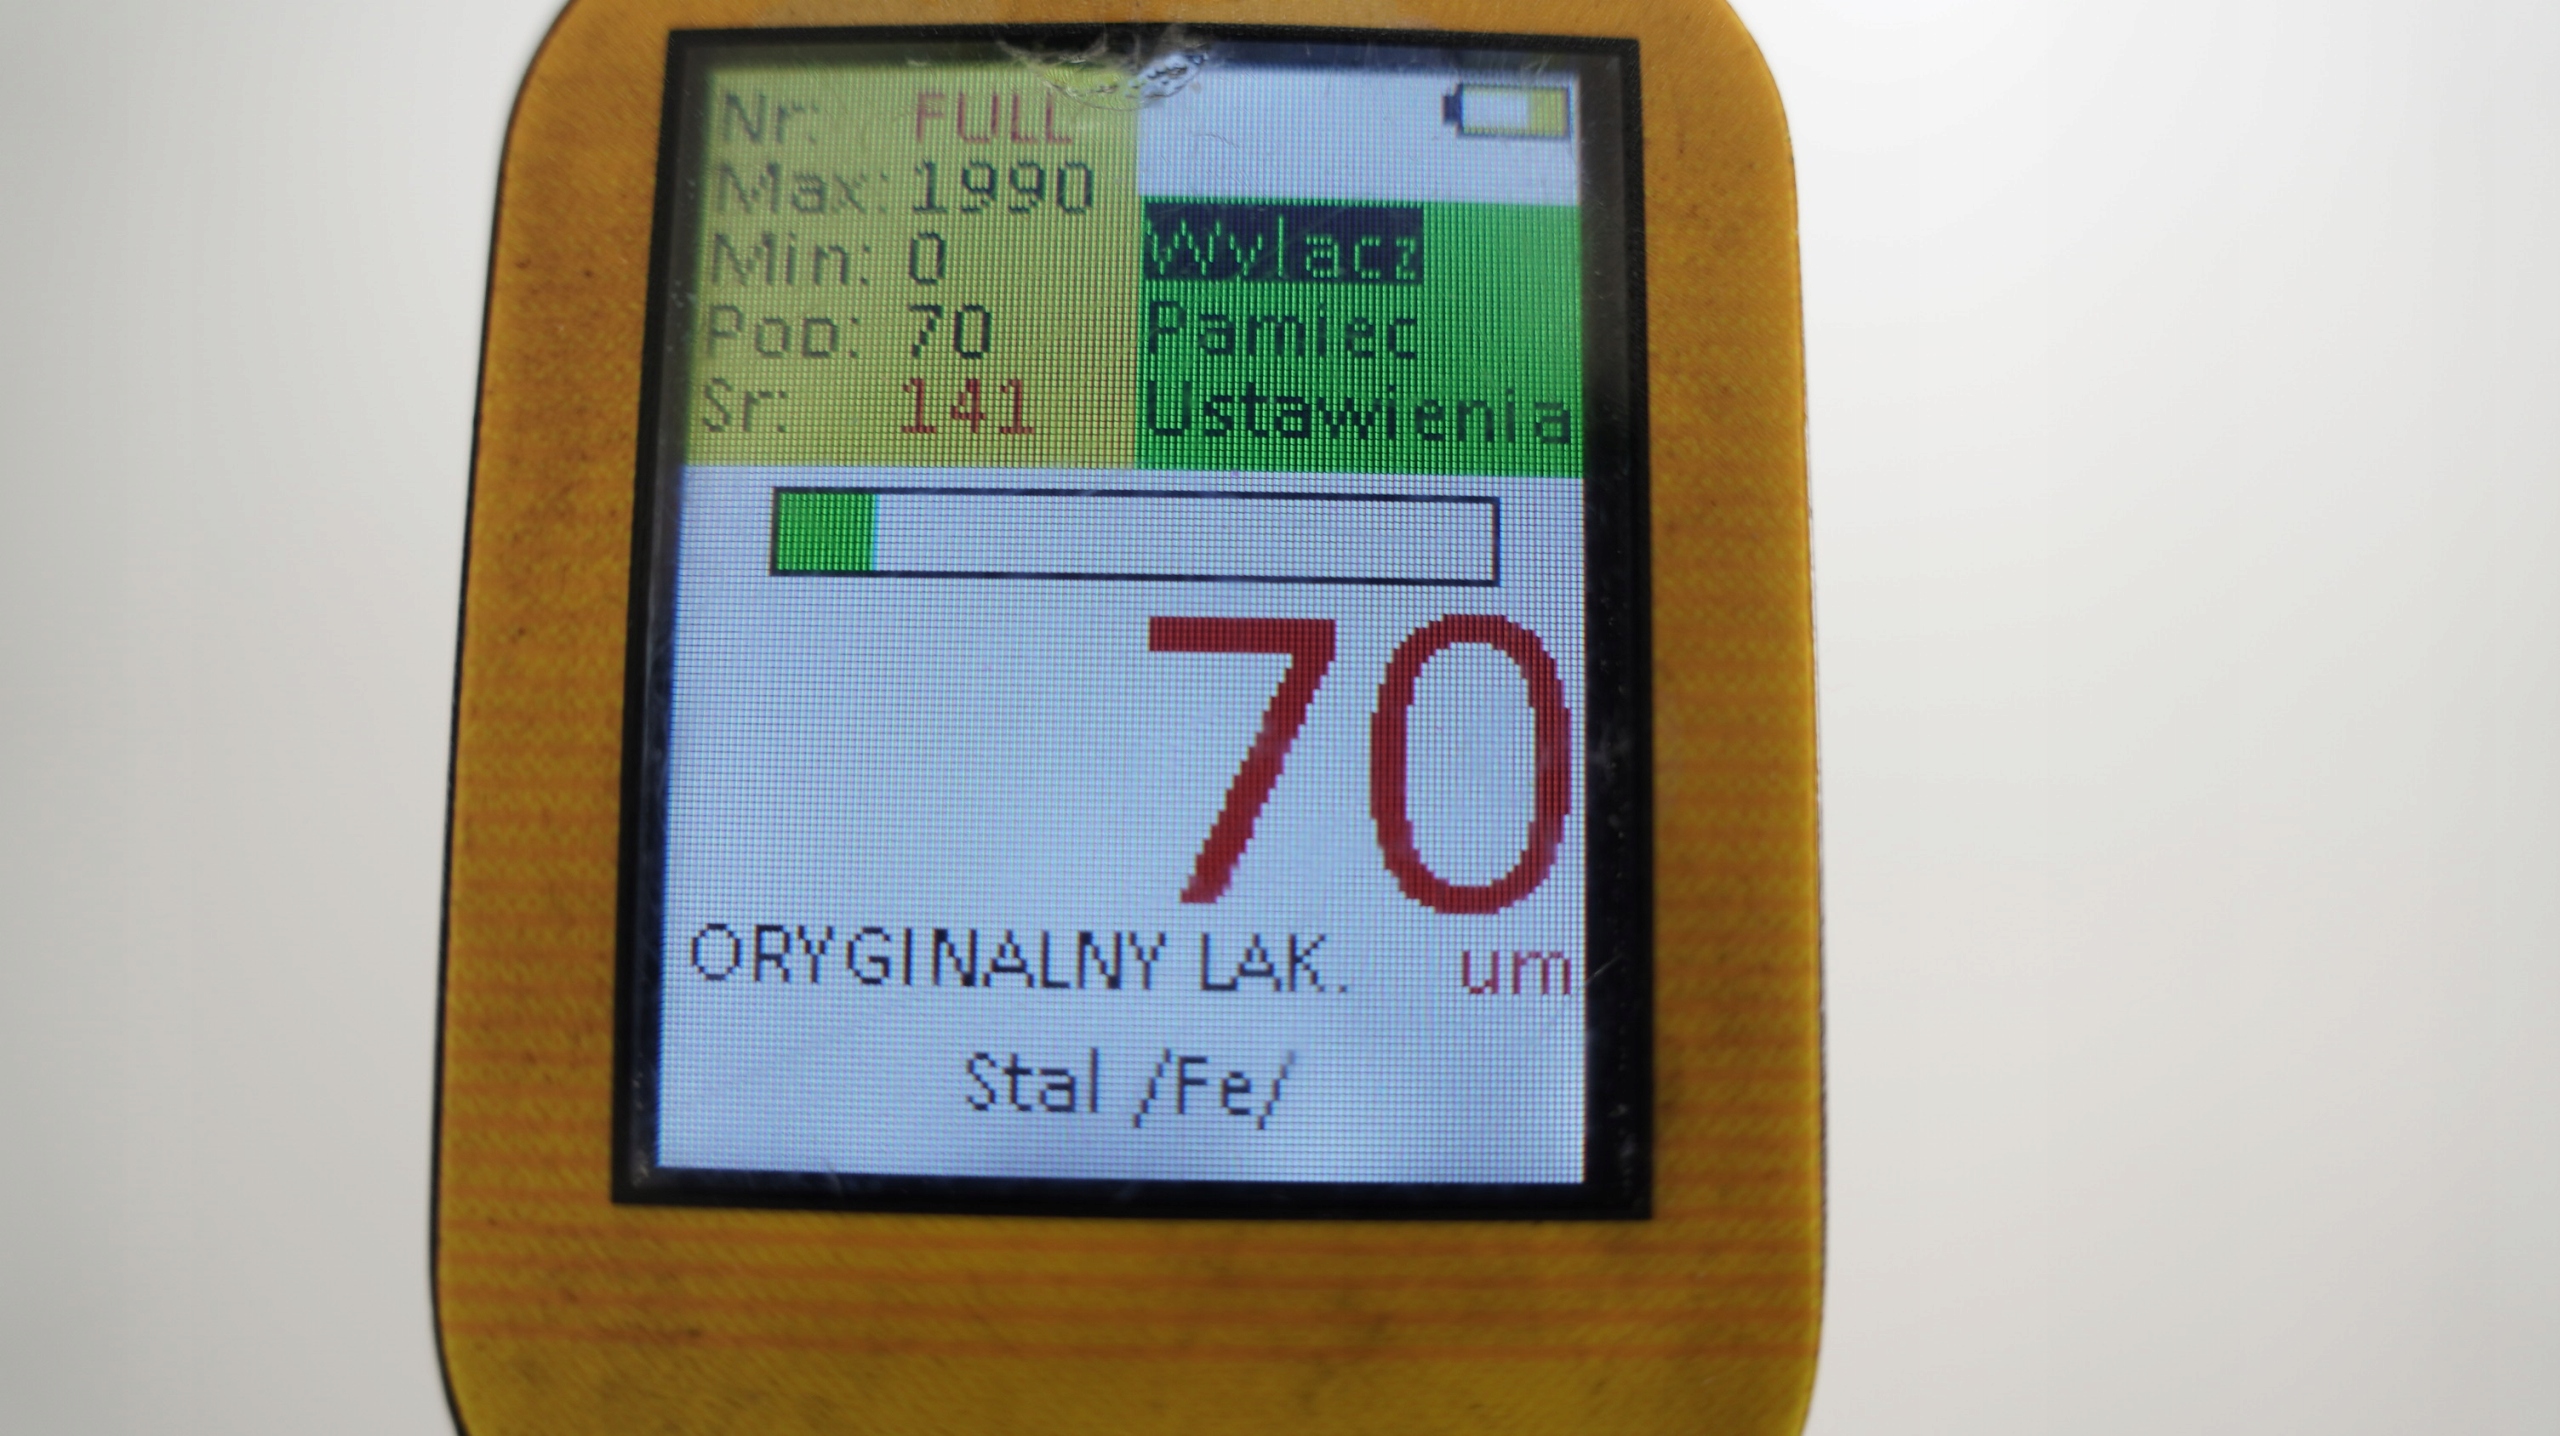 Nr: FULL
Max: 1990
Min: 0
Pop: 70
Sr: 141
Wylacz
Pamiec
Ustawienia
70
ORYGINALNY LAK. um
Stal /Fe/